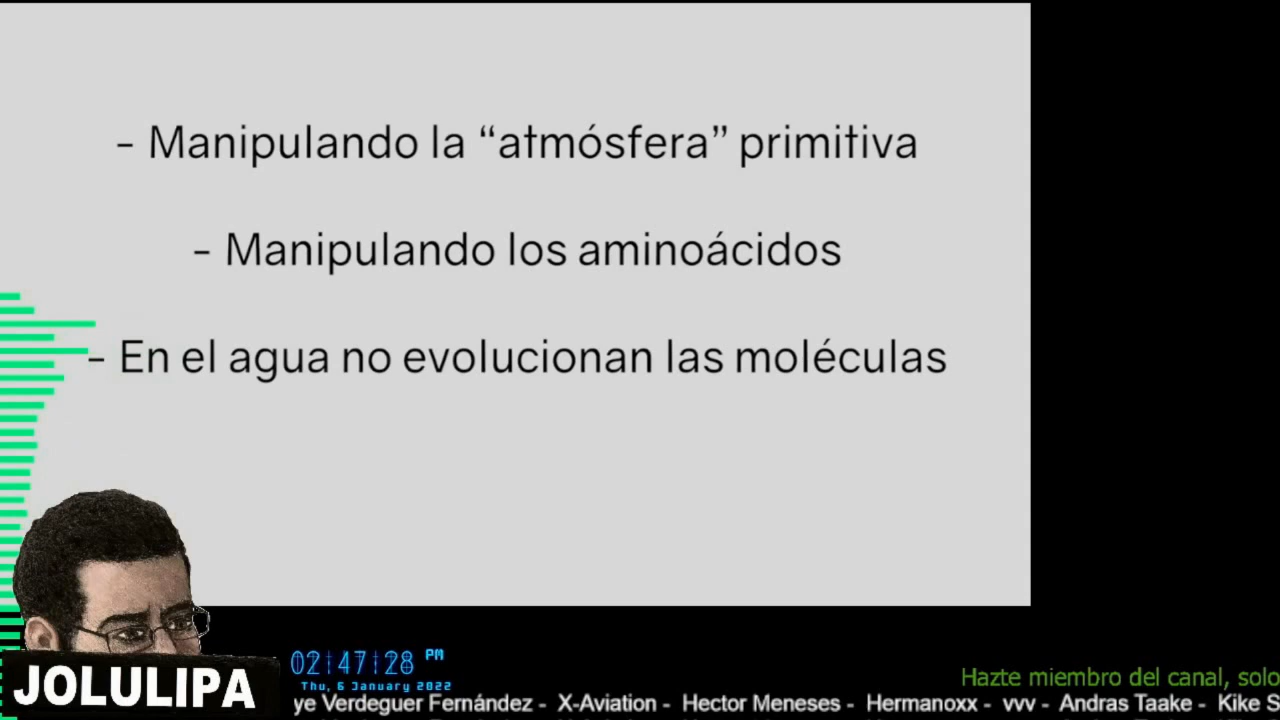 - Manipulando la “atmósfera” primitiva
- Manipulando los aminoácidos
- En el agua no evolucionan las moléculas
JOLULIPA
02:47:28 PM
Thu, 6 January 2022
Hazte miembro del canal, solo
ye Verdeguer Fernández - X-Aviation - Hector Meneses - Hermanoxx - vvv - Andras Taake - Kike S